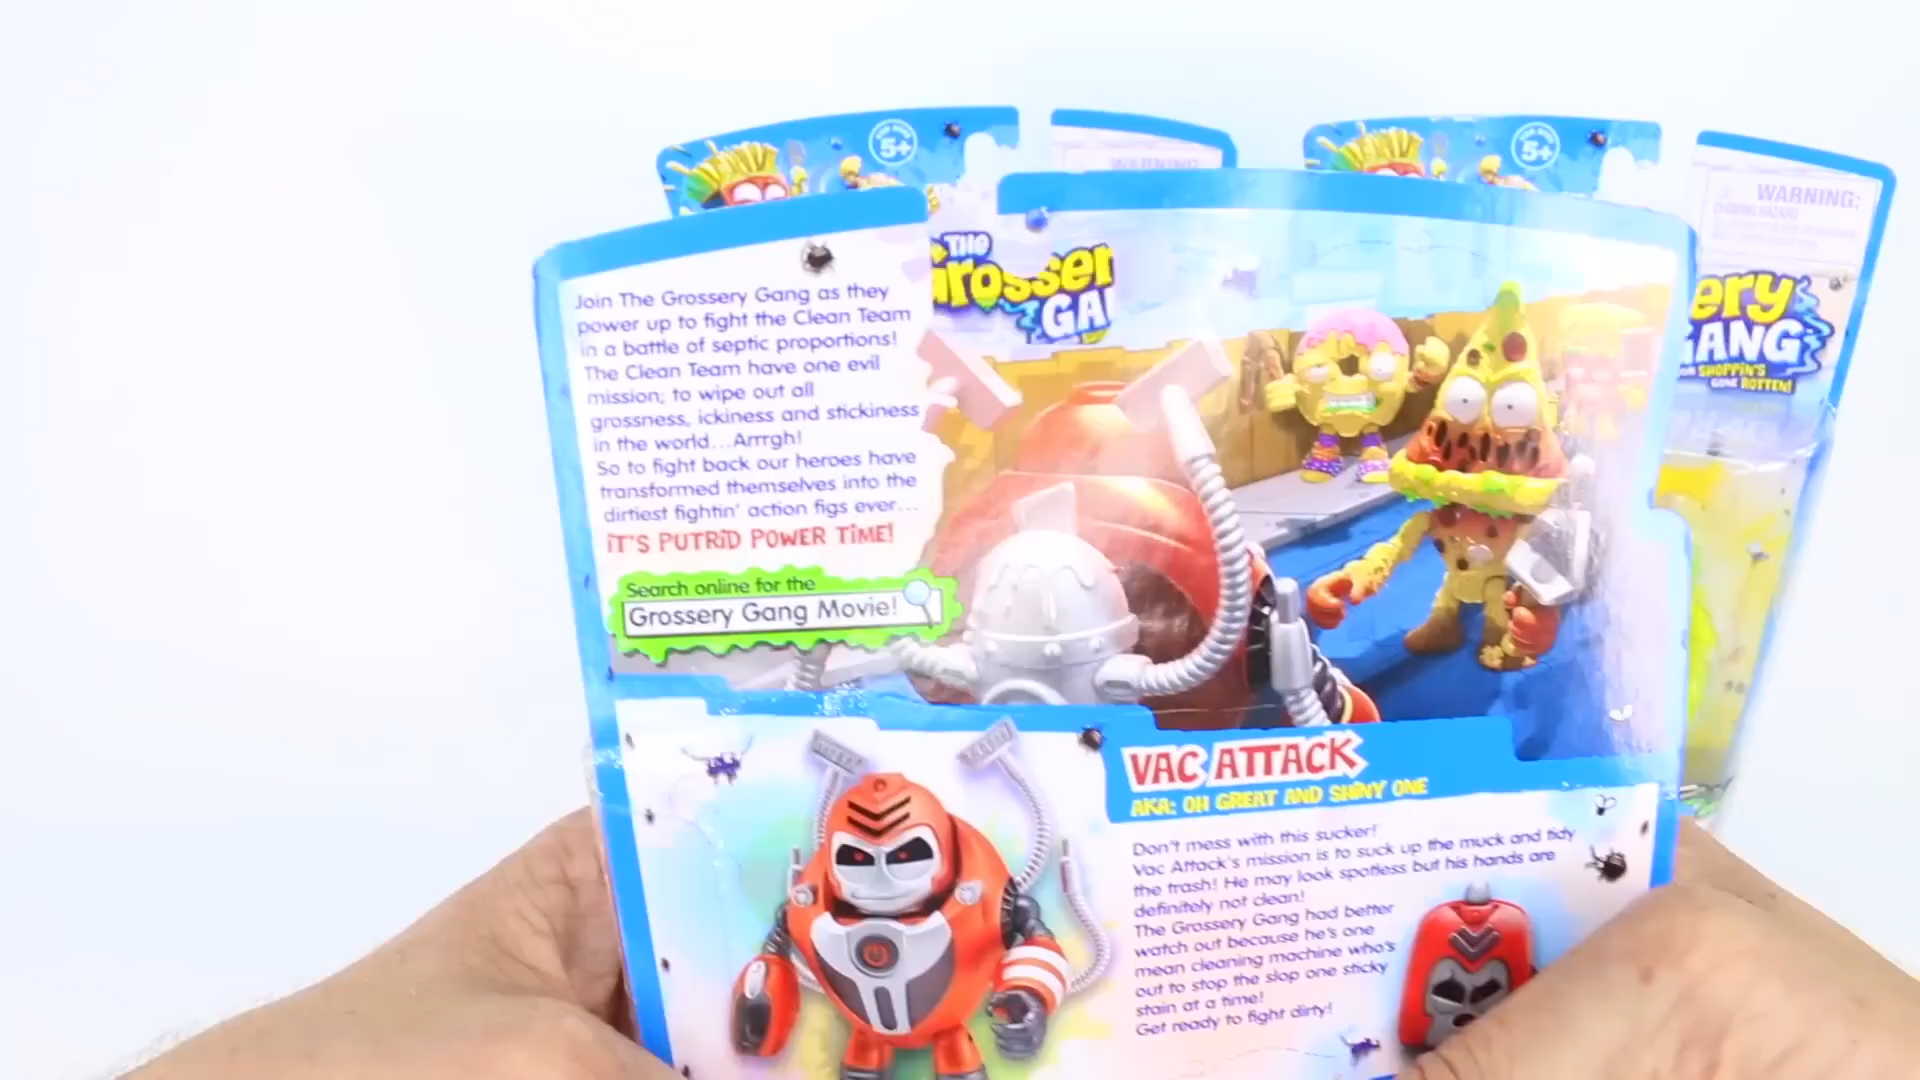 5+
WARNING:
5+
WARNING:
CHOKING HAZARD
Join The Grossery Gang as they
power up to fight the Clean Team
in a battle of septic proportions!
The Clean Team have one evil
mission; to wipe out all
grossness, ickiness and stickiness
in the world...Arrrgh!
So to fight back our heroes have
transformed themselves into the
dirtiest fightin' action figs ever...
iT'S PUTRiD POWER TiME!
Search online for the
Grossery Gang Movie!
THE
Grosser
GA
ery
GANG
SHOPPIN'S
GONE ROTTEN!
VAC ATTACK
AKA: OH GREAT AND SHiNY ONE
Don't mess with this sucker!
Vac Attack's mission is to suck up the muck and tidy
the trash! He may look spotless but his hands are
definitely not clean!
The Grossery Gang had better
watch out because he's one
mean cleaning machine who's
out to stop the slop one sticky
stain at a time!
Get ready to fight dirty!